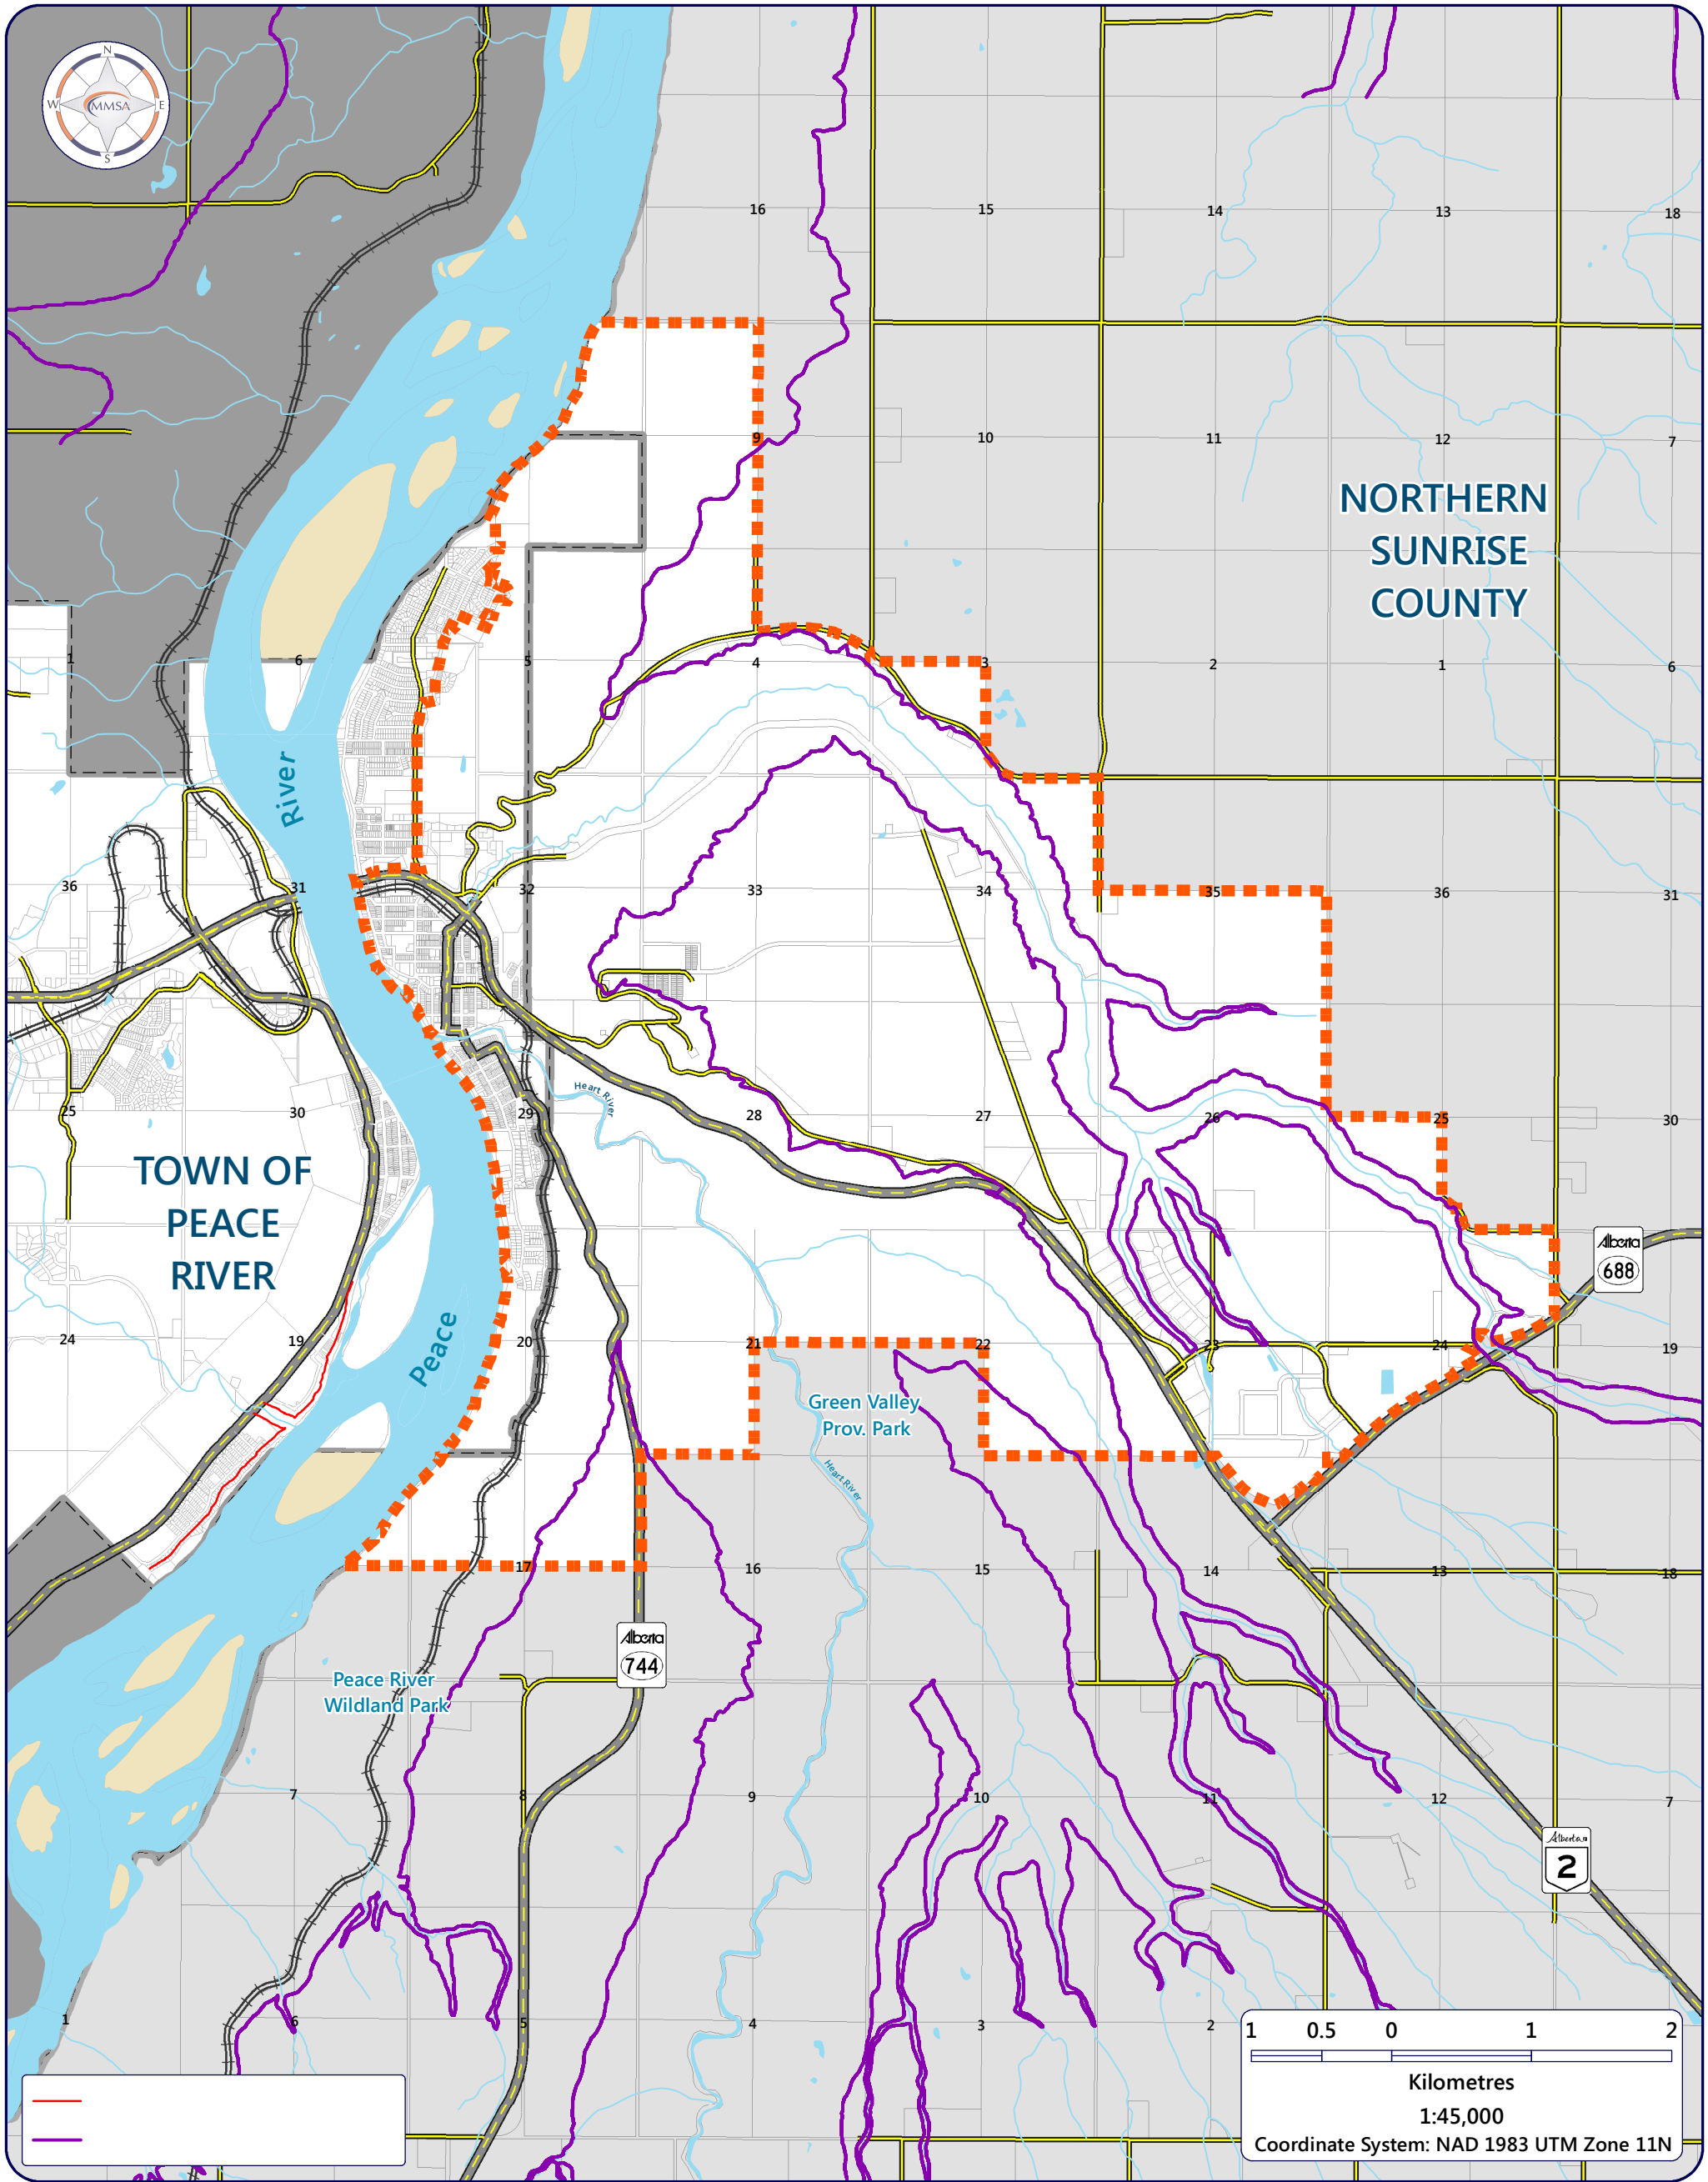 N
W MMSA E
S
16 15 14 13 18
9 10 11 12 7
NORTHERN
SUNRISE
COUNTY
1 6 5 4 3 2 1 6
River
36 31 32 33 34 35 36 31
Heart River
25 30 29 28 27 26 25 30
TOWN OF
PEACE
RIVER
Alberta
688
24 19 20 21 22 23 24 19
Peace
Green Valley
Prov. Park
Heart River
17 16 15 14 13 18
Alberta
744
Peace River
Wildland Park
7 8 9 10 11 12 7
Alberta
2
1 6 5 4 3 2
1 0.5 0 1 2
Kilometres
1:45,000
Coordinate System: NAD 1983 UTM Zone 11N